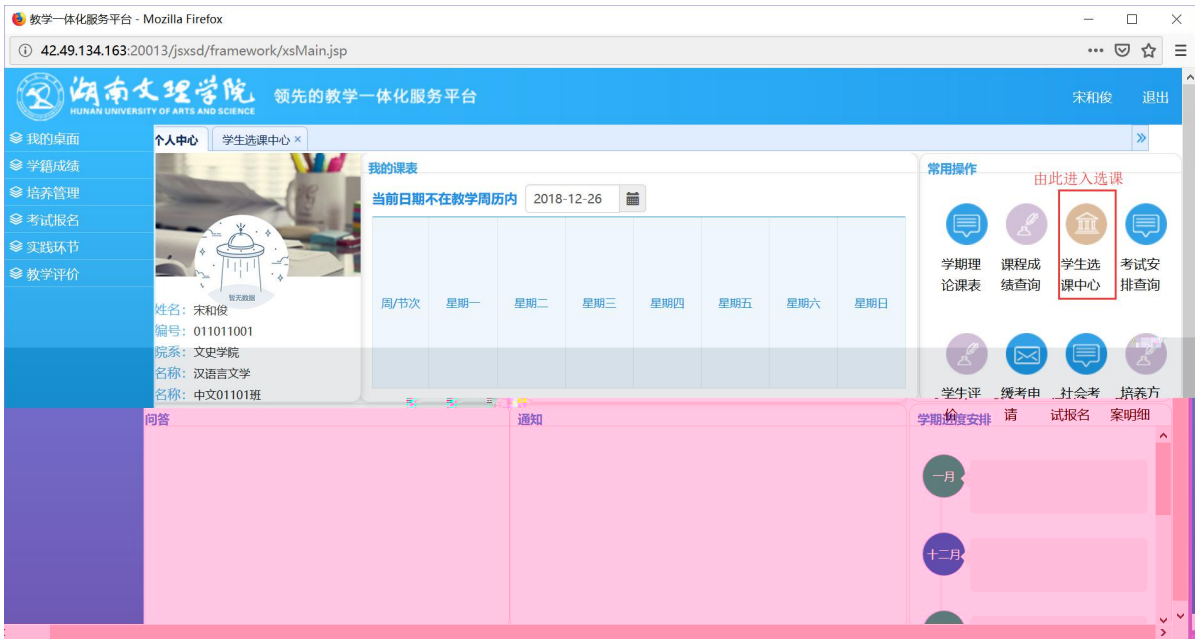 教学一体化服务平台 - Mozilla Firefox
42.49.134.163:20013/jsxsd/framework/xsMain.jsp
湖南文理学院
HUNAN UNIVERSITY OF ARTS AND SCIENCE
领先的教学一体化服务平台
宋和俊 退出
我的桌面
学籍成绩
培养管理
考试报名
实践环节
教学评价
个人中心 学生选课中心 ×
暂无数据
姓名：宋和俊
编号：011011001
院系：文史学院
名称：汉语言文学
名称：中文01101班
我的课表
当前日期不在教学周历内 2018-12-26
周/节次 星期一 星期二 星期三 星期四 星期五 星期六 星期日
常用操作
由此进入选课
学期理论课表
课程成绩查询
学生选课中心
考试安排查询
学生评价
缓考申请
社会考试报名
培养方案明细
问答
通知
学期进度安排
一月
十二月